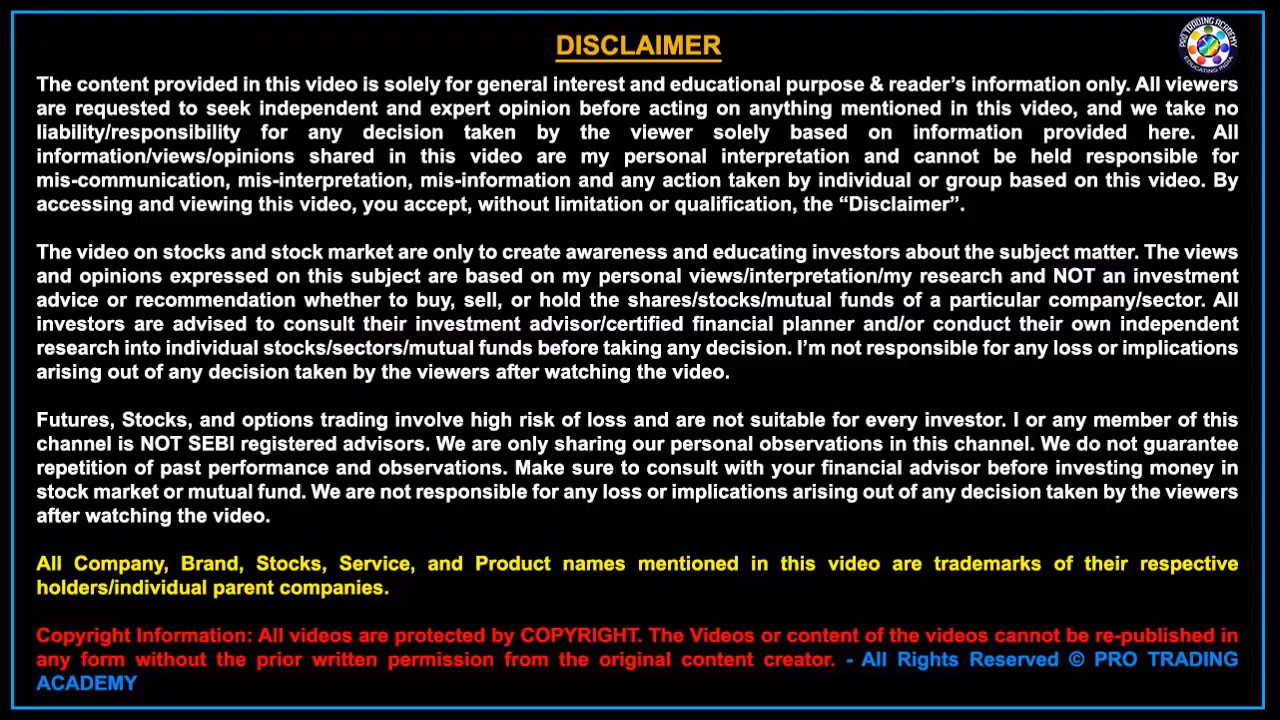 DISCLAIMER
PRO TRADING ACADEMY
EDUCATING INDIA
The content provided in this video is solely for general interest and educational purpose & reader’s information only. All viewers
are requested to seek independent and expert opinion before acting on anything mentioned in this video, and we take no
liability/responsibility for any decision taken by the viewer solely based on information provided here. All
information/views/opinions shared in this video are my personal interpretation and cannot be held responsible for
mis-communication, mis-interpretation, mis-information and any action taken by individual or group based on this video. By
accessing and viewing this video, you accept, without limitation or qualification, the “Disclaimer”.
The video on stocks and stock market are only to create awareness and educating investors about the subject matter. The views
and opinions expressed on this subject are based on my personal views/interpretation/my research and NOT an investment
advice or recommendation whether to buy, sell, or hold the shares/stocks/mutual funds of a particular company/sector. All
investors are advised to consult their investment advisor/certified financial planner and/or conduct their own independent
research into individual stocks/sectors/mutual funds before taking any decision. I’m not responsible for any loss or implications
arising out of any decision taken by the viewers after watching the video.
Futures, Stocks, and options trading involve high risk of loss and are not suitable for every investor. I or any member of this
channel is NOT SEBI registered advisors. We are only sharing our personal observations in this channel. We do not guarantee
repetition of past performance and observations. Make sure to consult with your financial advisor before investing money in
stock market or mutual fund. We are not responsible for any loss or implications arising out of any decision taken by the viewers
after watching the video.
All Company, Brand, Stocks, Service, and Product names mentioned in this video are trademarks of their respective
holders/individual parent companies.
Copyright Information: All videos are protected by COPYRIGHT. The Videos or content of the videos cannot be re-published in
any form without the prior written permission from the original content creator. - All Rights Reserved © PRO TRADING
ACADEMY